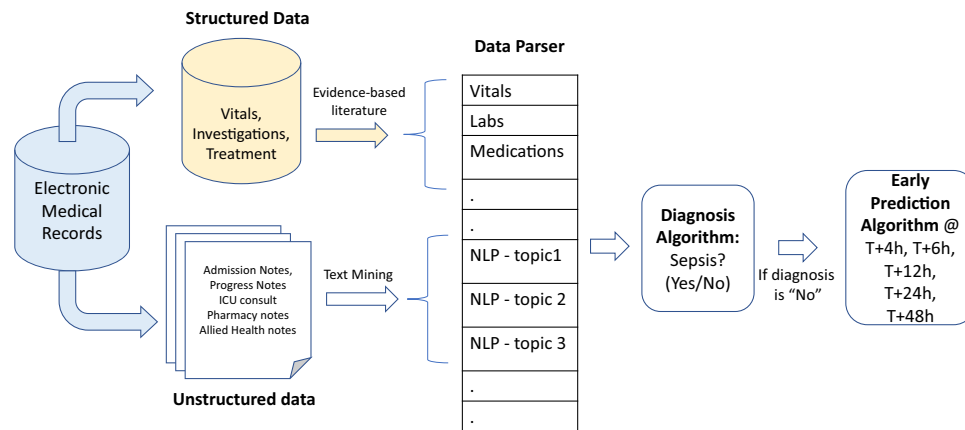 Structured Data
Data Parser
Electronic
Medical
Records
Vitals,
Investigations,
Treatment
Evidence-based
literature
Admission Notes,
Progress Notes
ICU consult
Pharmacy notes
Allied Health notes
Unstructured data
Text Mining
Vitals
Labs
Medications
.
.
NLP - topic1
NLP - topic 2
NLP - topic 3
.
.
Diagnosis
Algorithm:
Sepsis?
(Yes/No)
If diagnosis
is “No”
Early
Prediction
Algorithm @
T+4h, T+6h,
T+12h,
T+24h,
T+48h